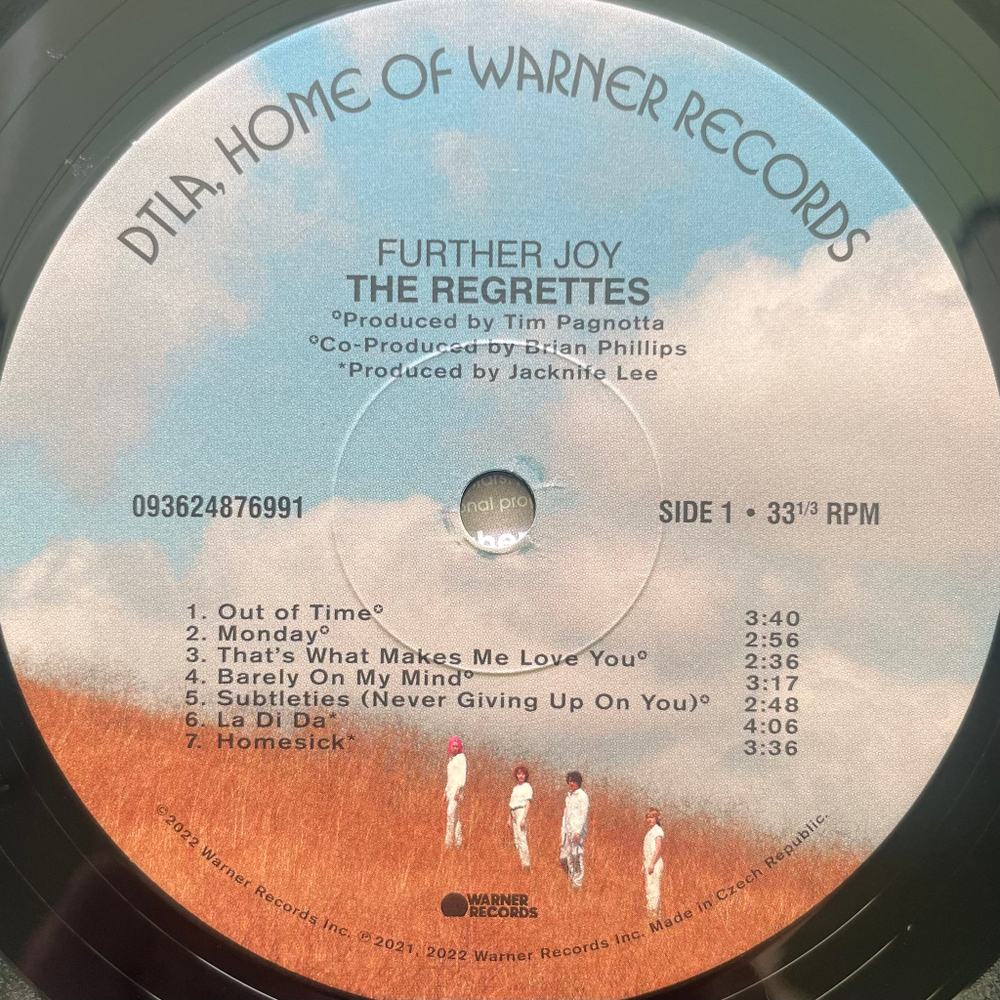 DTLA, HOME OF WARNER RECORDS
FURTHER JOY
THE REGRETTES
°Produced by Tim Pagnotta
°Co-Produced by Brian Phillips
*Produced by Jacknife Lee
093624876991
SIDE 1 • 33 1/3 RPM
onal pro
1. Out of Time° 3:40
2. Monday° 2:56
3. That's What Makes Me Love You° 2:36
4. Barely On My Mind° 3:17
5. Subtleties (Never Giving Up On You)° 2:48
6. La Di Da* 4:06
7. Homesick* 3:36
WARNER
RECORDS
©2022 Warner Records Inc. ℗2021, 2022 Warner Records Inc. Made in Czech Republic.